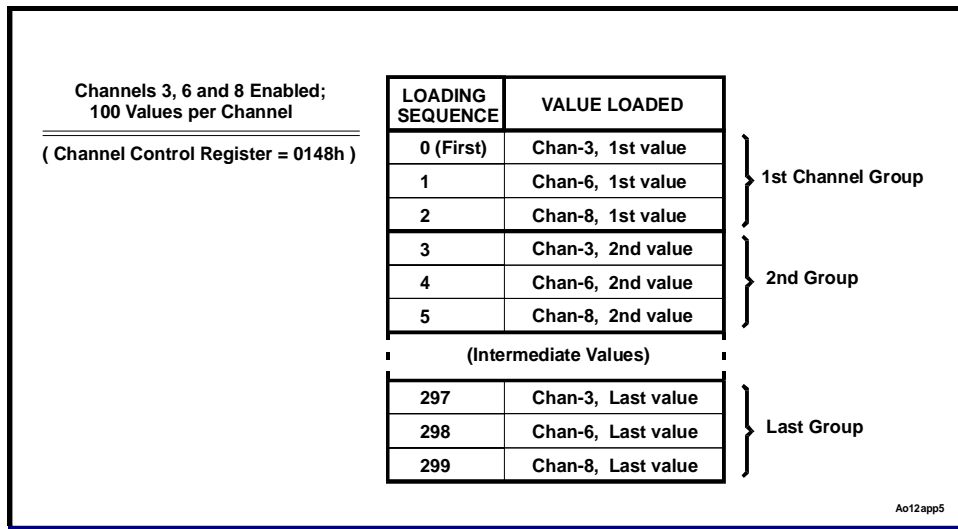 Channels 3, 6 and 8 Enabled;
100 Values per Channel
( Channel Control Register = 0148h )
LOADING SEQUENCE VALUE LOADED
0 (First) Chan-3, 1st value
1 Chan-6, 1st value
2 Chan-8, 1st value
1st Channel Group
3 Chan-3, 2nd value
4 Chan-6, 2nd value
5 Chan-8, 2nd value
2nd Group
(Intermediate Values)
297 Chan-3, Last value
298 Chan-6, Last value
299 Chan-8, Last value
Last Group
Ao12app5